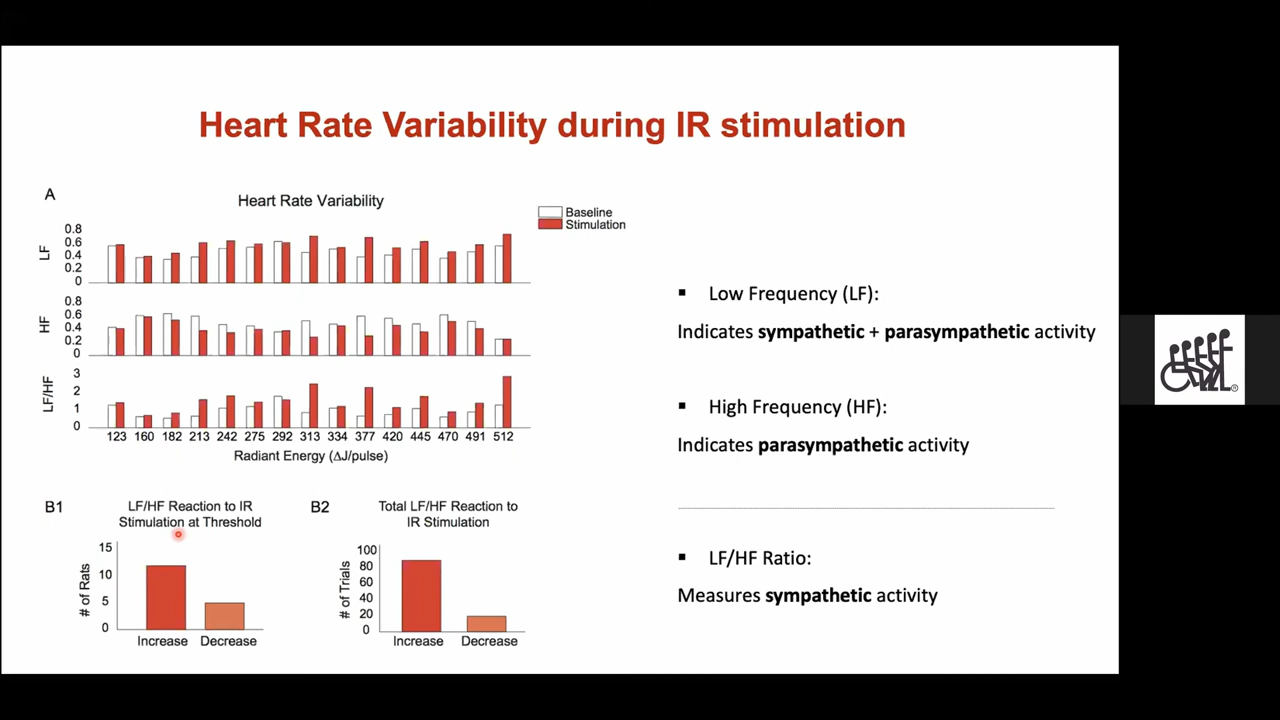 Heart Rate Variability during IR stimulation
A
Heart Rate Variability
Baseline
Stimulation
LF
0.8
0.6
0.4
0.2
0
HF
0.8
0.6
0.4
0.2
0
LF/HF
3
2
1
0
123 160 182 213 242 275 292 313 334 377 420 445 470 491 512
Radiant Energy (ΔJ/pulse)
B1
LF/HF Reaction to IR
Stimulation at Threshold
# of Rats
15
10
5
0
Increase Decrease
B2
Total LF/HF Reaction to
IR Stimulation
# of Trials
100
80
60
40
20
0
Increase Decrease
▪ Low Frequency (LF):
Indicates sympathetic + parasympathetic activity
▪ High Frequency (HF):
Indicates parasympathetic activity
▪ LF/HF Ratio:
Measures sympathetic activity
®